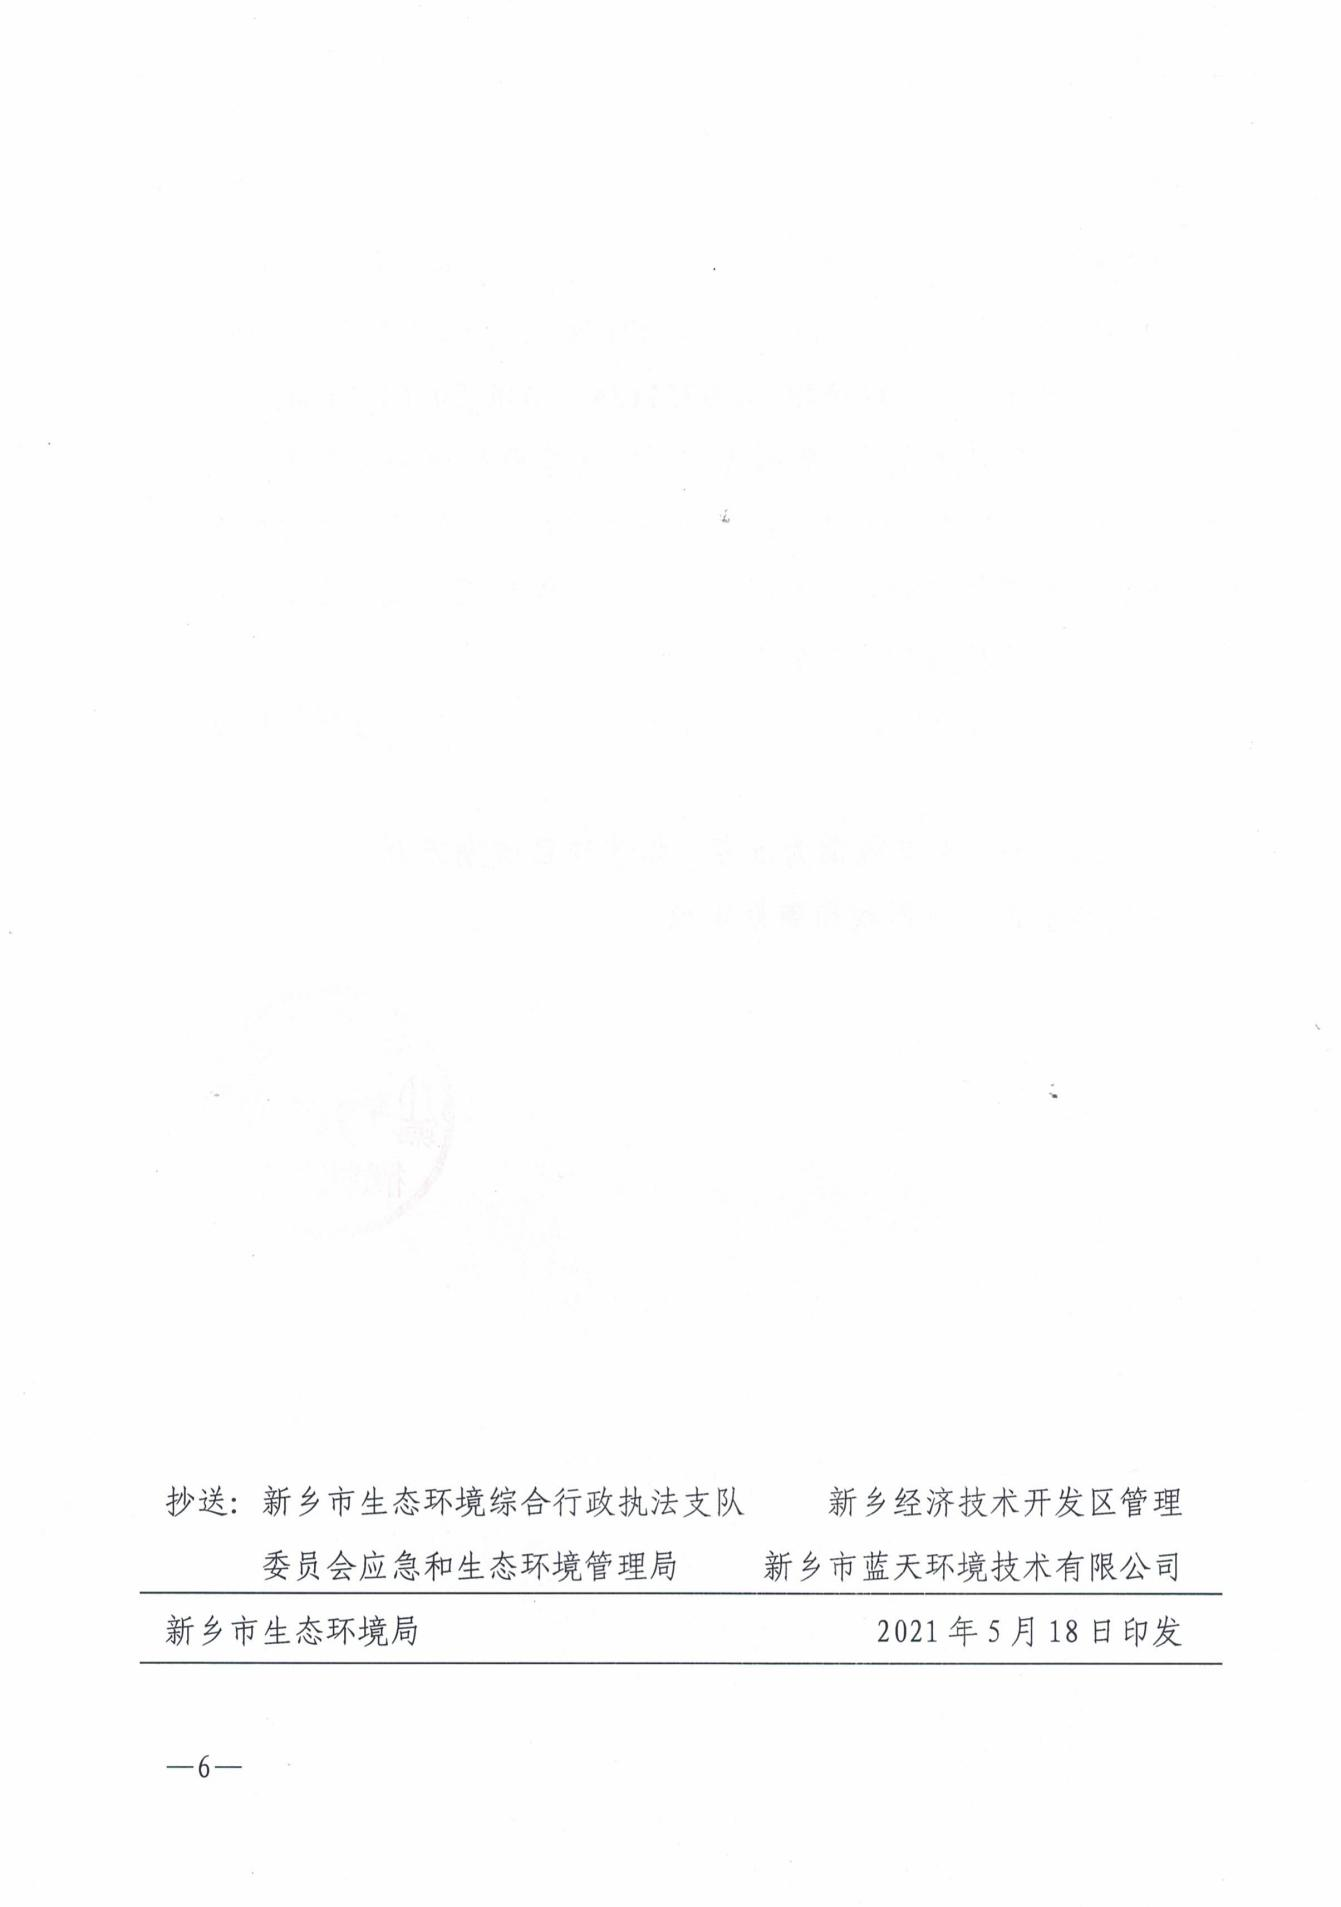 抄送：新乡市生态环境综合行政执法支队 新乡经济技术开发区管理
委员会应急和生态环境管理局 新乡市蓝天环境技术有限公司
新乡市生态环境局 2021年5月18日印发
—6—